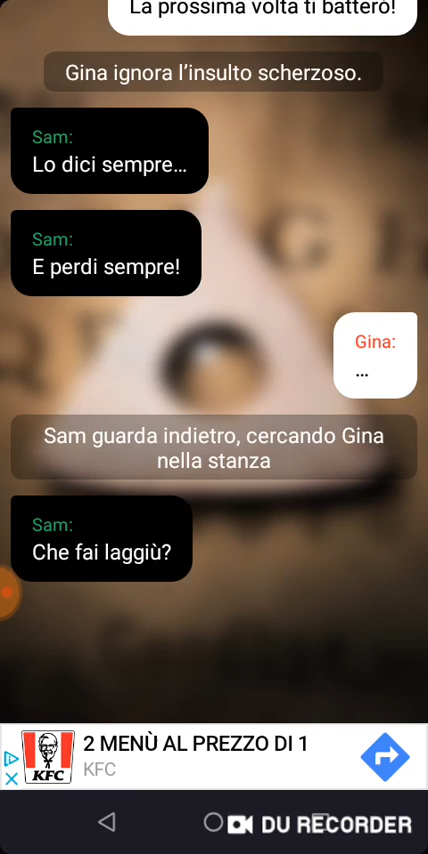 La prossima volta ti batterò!
Gina ignora l’insulto scherzoso.
Sam:
Lo dici sempre...
Sam:
E perdi sempre!
Gina:
...
Sam guarda indietro, cercando Gina
nella stanza
Sam:
Che fai laggiù?
2 MENÙ AL PREZZO DI 1
KFC
KFC
DU RECORDER